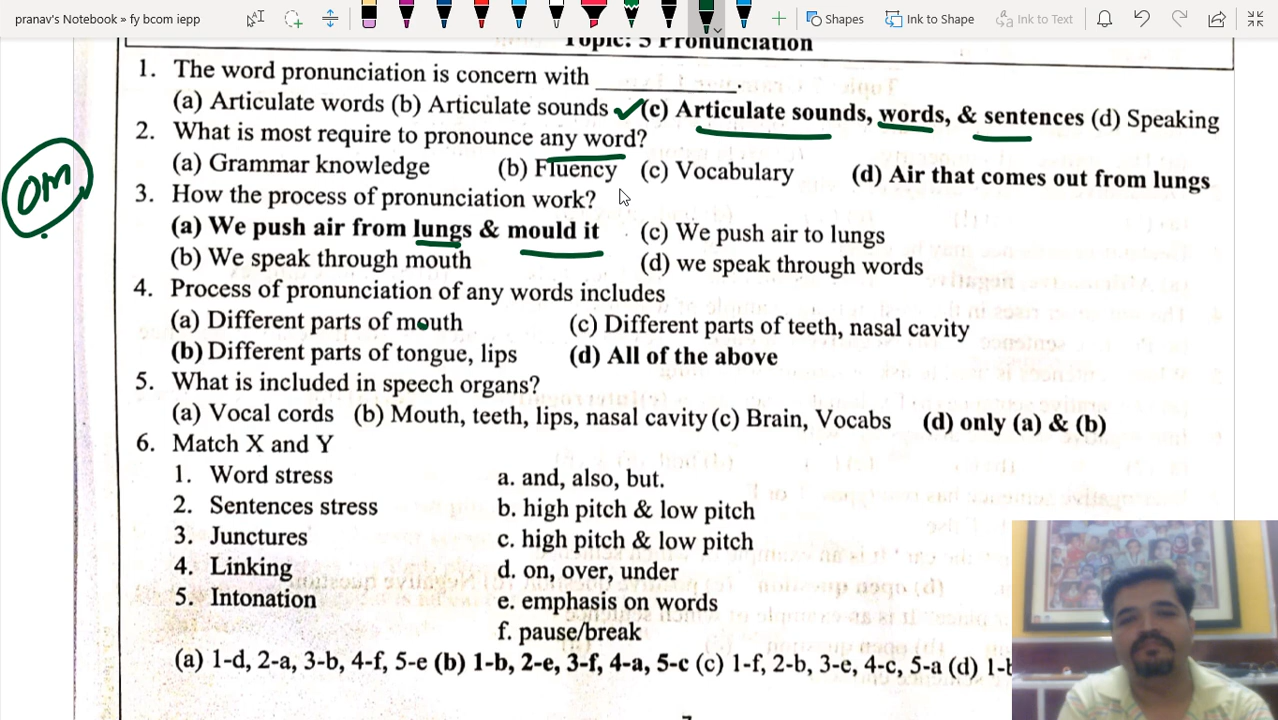 pranav's Notebook » fy bcom iepp
Shapes
Ink to Shape
Ink to Text
Topic: 5 Pronunciation
1. The word pronunciation is concern with ____________.
(a) Articulate words (b) Articulate sounds (c) Articulate sounds, words, & sentences (d) Speaking
2. What is most require to pronounce any word?
(a) Grammar knowledge (b) Fluency (c) Vocabulary (d) Air that comes out from lungs
om
3. How the process of pronunciation work?
(a) We push air from lungs & mould it (c) We push air to lungs
(b) We speak through mouth (d) we speak through words
4. Process of pronunciation of any words includes
(a) Different parts of mouth (c) Different parts of teeth, nasal cavity
(b) Different parts of tongue, lips (d) All of the above
5. What is included in speech organs?
(a) Vocal cords (b) Mouth, teeth, lips, nasal cavity (c) Brain, Vocabs (d) only (a) & (b)
6. Match X and Y
1. Word stress a. and, also, but.
2. Sentences stress b. high pitch & low pitch
3. Junctures c. high pitch & low pitch
4. Linking d. on, over, under
5. Intonation e. emphasis on words
f. pause/break
(a) 1-d, 2-a, 3-b, 4-f, 5-e (b) 1-b, 2-e, 3-f, 4-a, 5-c (c) 1-f, 2-b, 3-e, 4-c, 5-a (d)